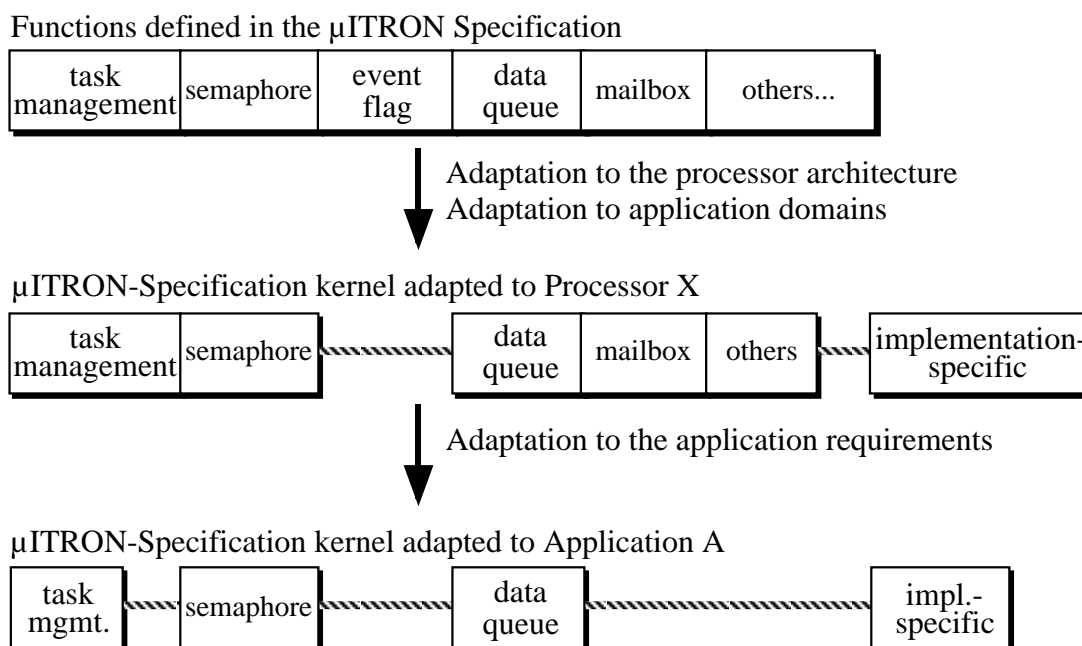 Functions defined in the µITRON Specification
task management
semaphore
event flag
data queue
mailbox
others...
Adaptation to the processor architecture
Adaptation to application domains
µITRON-Specification kernel adapted to Processor X
task management
semaphore
data queue
mailbox
others
implementation-specific
Adaptation to the application requirements
µITRON-Specification kernel adapted to Application A
task mgmt.
semaphore
data queue
impl.-specific